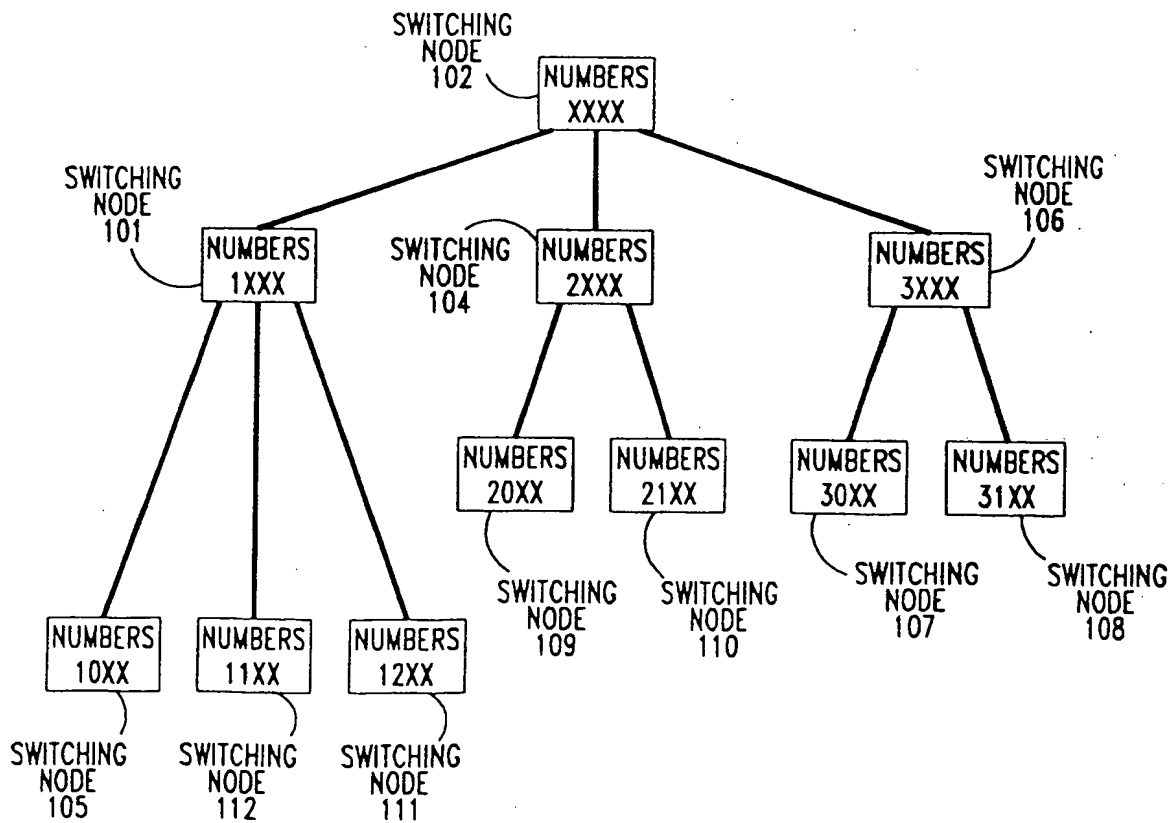 SWITCHING
NODE
102
NUMBERS
XXXX
SWITCHING
NODE
101
NUMBERS
1XXX
SWITCHING
NODE
104
NUMBERS
2XXX
SWITCHING
NODE
106
NUMBERS
3XXX
NUMBERS
20XX
NUMBERS
21XX
NUMBERS
30XX
NUMBERS
31XX
SWITCHING
NODE
109
SWITCHING
NODE
110
SWITCHING
NODE
107
SWITCHING
NODE
108
NUMBERS
10XX
NUMBERS
11XX
NUMBERS
12XX
SWITCHING
NODE
105
SWITCHING
NODE
112
SWITCHING
NODE
111